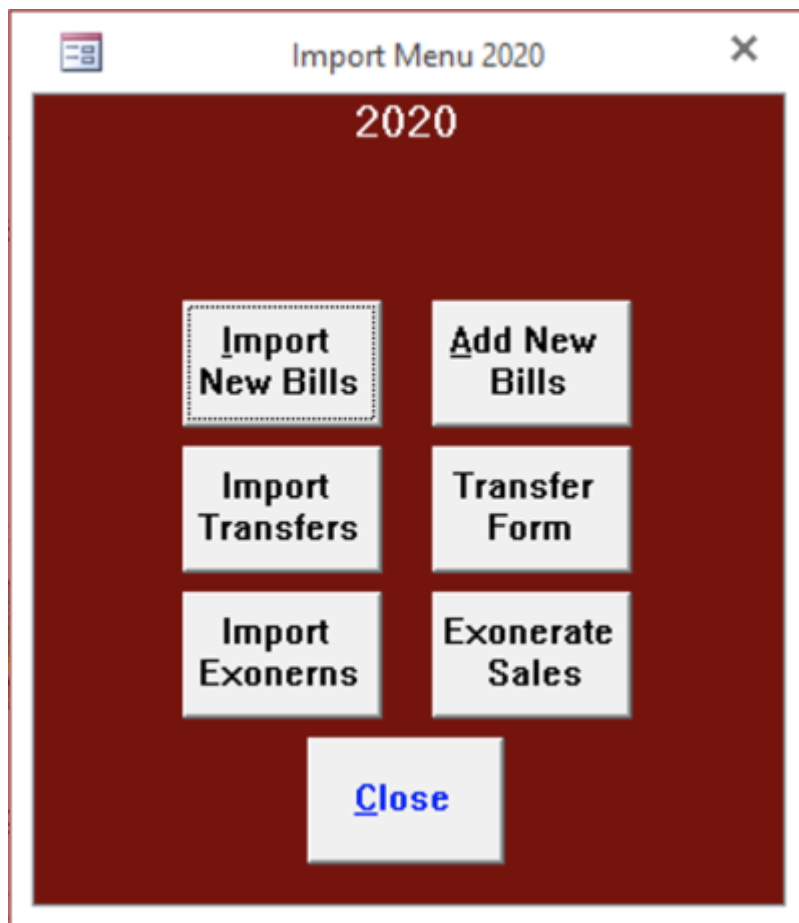 Import Menu 2020
2020
Import
New Bills
Add New
Bills
Import
Transfers
Transfer
Form
Import
Exonerns
Exonerate
Sales
Close